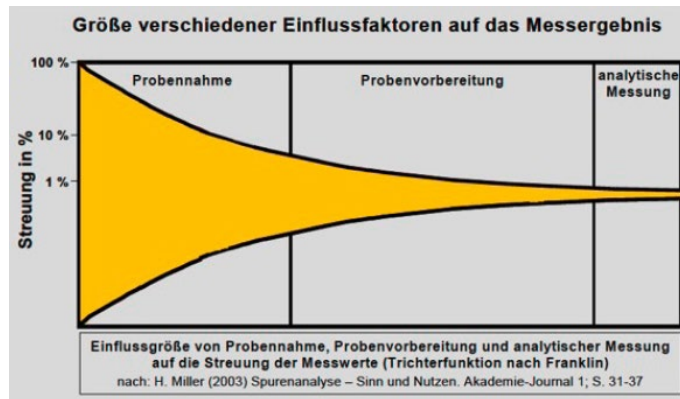 Größe verschiedener Einflussfaktoren auf das Messergebnis
100 %
Probennahme
Probenvorbereitung
analytische
Messung
10 %
1 %
Streuung in %
Einflussgröße von Probennahme, Probenvorbereitung und analytischer Messung
auf die Streuung der Messwerte (Trichterfunktion nach Franklin)
nach: H. Miller (2003) Spurenanalyse – Sinn und Nutzen. Akademie-Journal 1; S. 31-37